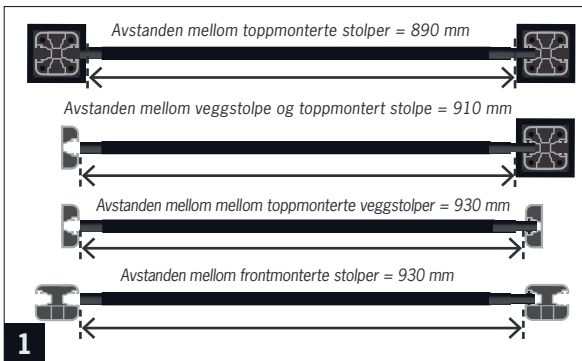 Avstanden mellom toppmonterte stolper = 890 mm
Avstanden mellom veggstolpe og toppmontert stolpe = 910 mm
Avstanden mellom mellom toppmonterte veggstolper = 930 mm
Avstanden mellom frontmonterte stolper = 930 mm
1